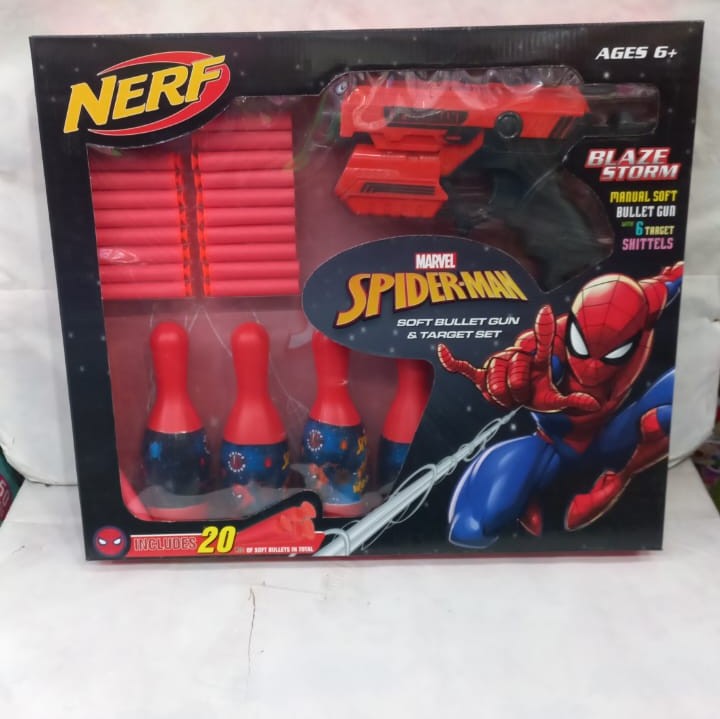 NERF
AGES 6+
BLAZE
STORM
MANUAL SOFT
BULLET GUN
WITH 6 TARGET
SHITTELS
MARVEL
SPIDER-MAN
SOFT BULLET GUN
& TARGET SET
INCLUDES 20
OF SOFT BULLETS IN TOTAL